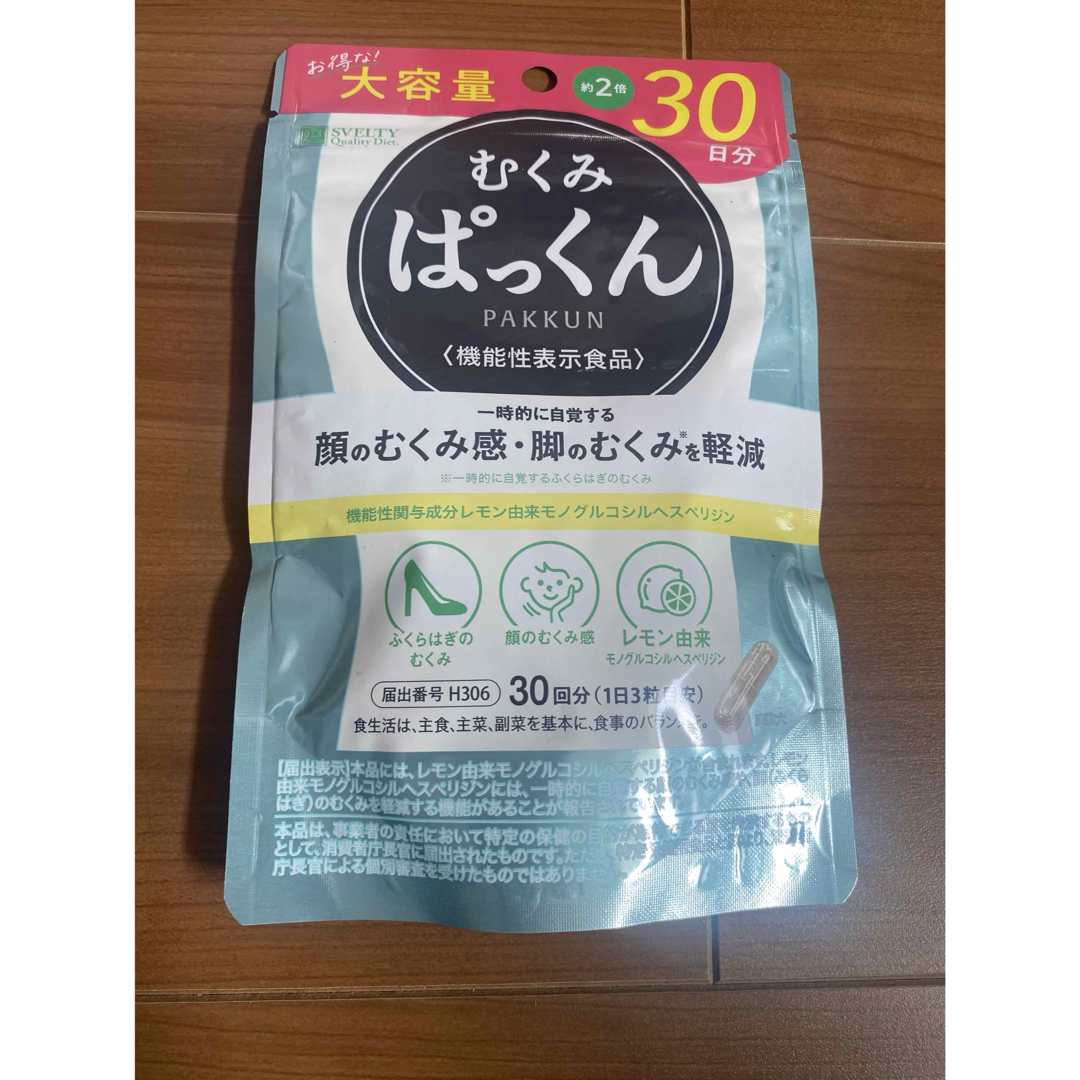 お得な!
大容量
約2倍
30
日分
SVELTY
Quality Diet.
むくみ
ぱっくん
PAKKUN
〈機能性表示食品〉
一時的に自覚する
顔のむくみ感・脚のむくみ※を軽減
※一時的に自覚するふくらはぎのむくみ
機能性関与成分レモン由来モノグルコシルヘスペリジン
ふくらはぎの
むくみ
顔のむくみ感
レモン由来
モノグルコシルヘスペリジン
届出番号 H306
30回分(1日3粒目安)
食生活は、主食、主菜、副菜を基本に、食事のバランスを。
【届出表示】本品には、レモン由来モノグルコシルヘスペリジンが
由来モノグルコシルヘスペリジンには、一時的に自
はぎ)のむくみを軽減する機能があることが報告
本品は、事業者の責任において特定の保健の目
として、消費者庁長官に届出されたものです。ただし、特
庁長官による個別審査を受けたものではありませ